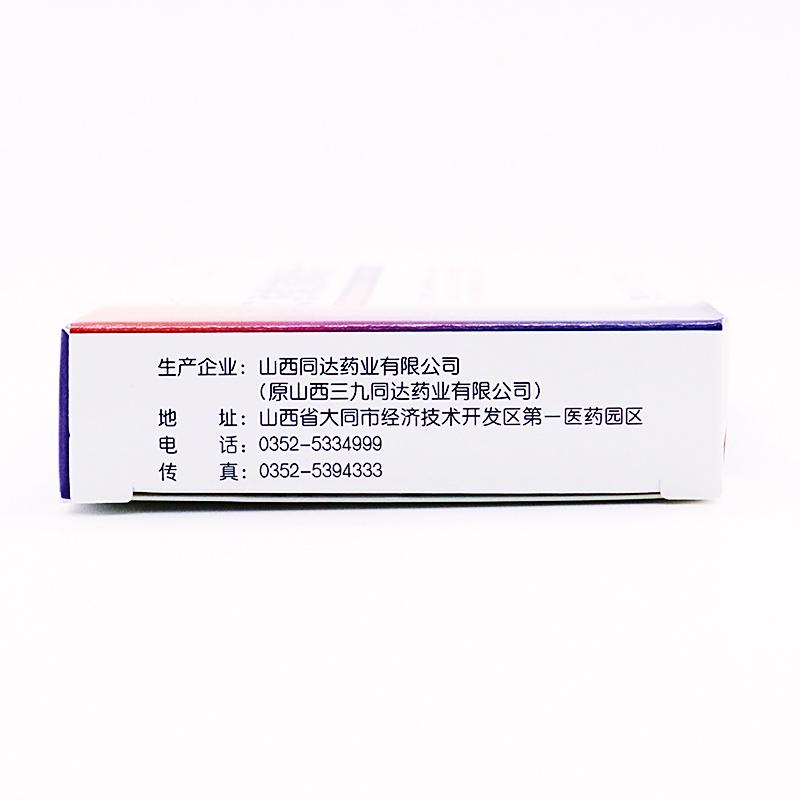 生产企业：山西同达药业有限公司
（原山西三九同达药业有限公司）
地　　址：山西省大同市经济技术开发区第一医药园区
电　　话：0352-5334999
传　　真：0352-5394333